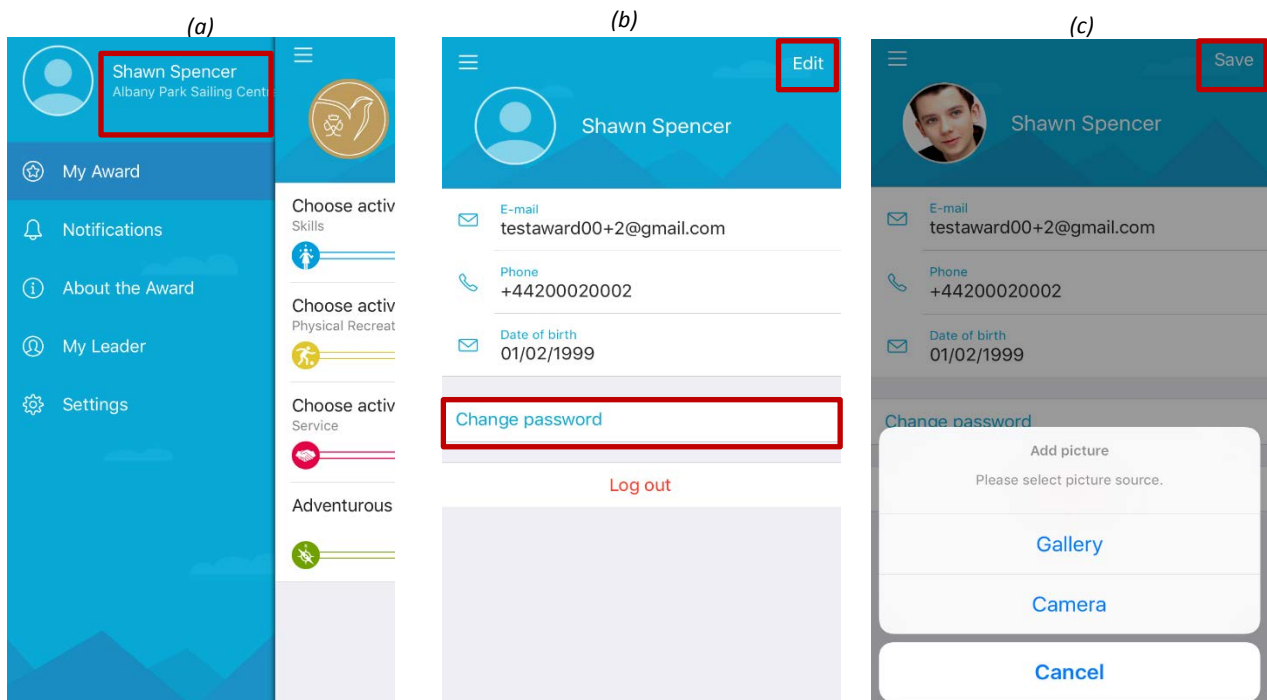 (a)
Shawn Spencer
Albany Park Sailing Centr
My Award
Notifications
About the Award
My Leader
Settings
Choose activ
Skills
Choose activ
Physical Recreat
Choose activ
Service
Adventurous
(b)
Edit
Shawn Spencer
E-mail
testaward00+2@gmail.com
Phone
+44200020002
Date of birth
01/02/1999
Change password
Log out
(c)
Save
Shawn Spencer
E-mail
testaward00+2@gmail.com
Phone
+44200020002
Date of birth
01/02/1999
Change password
Add picture
Please select picture source.
Gallery
Camera
Cancel